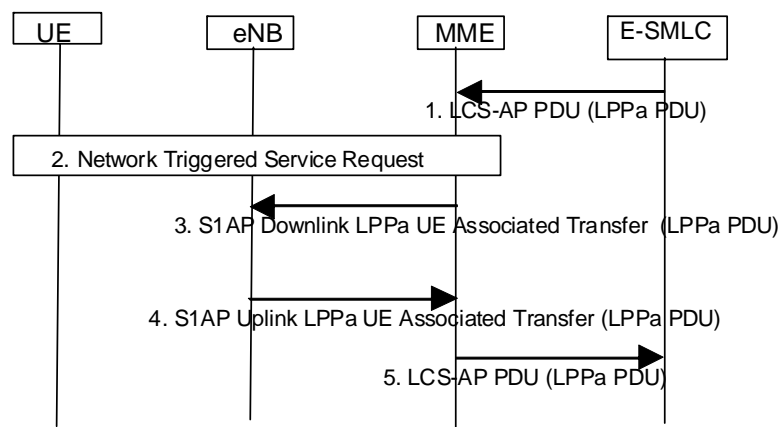 UE
eNB
MME
E-SMLC
1. LCS-AP PDU (LPPa PDU)
2. Network Triggered Service Request
3. S1AP Downlink LPPa UE Associated Transfer (LPPa PDU)
4. S1AP Uplink LPPa UE Associated Transfer (LPPa PDU)
5. LCS-AP PDU (LPPa PDU)